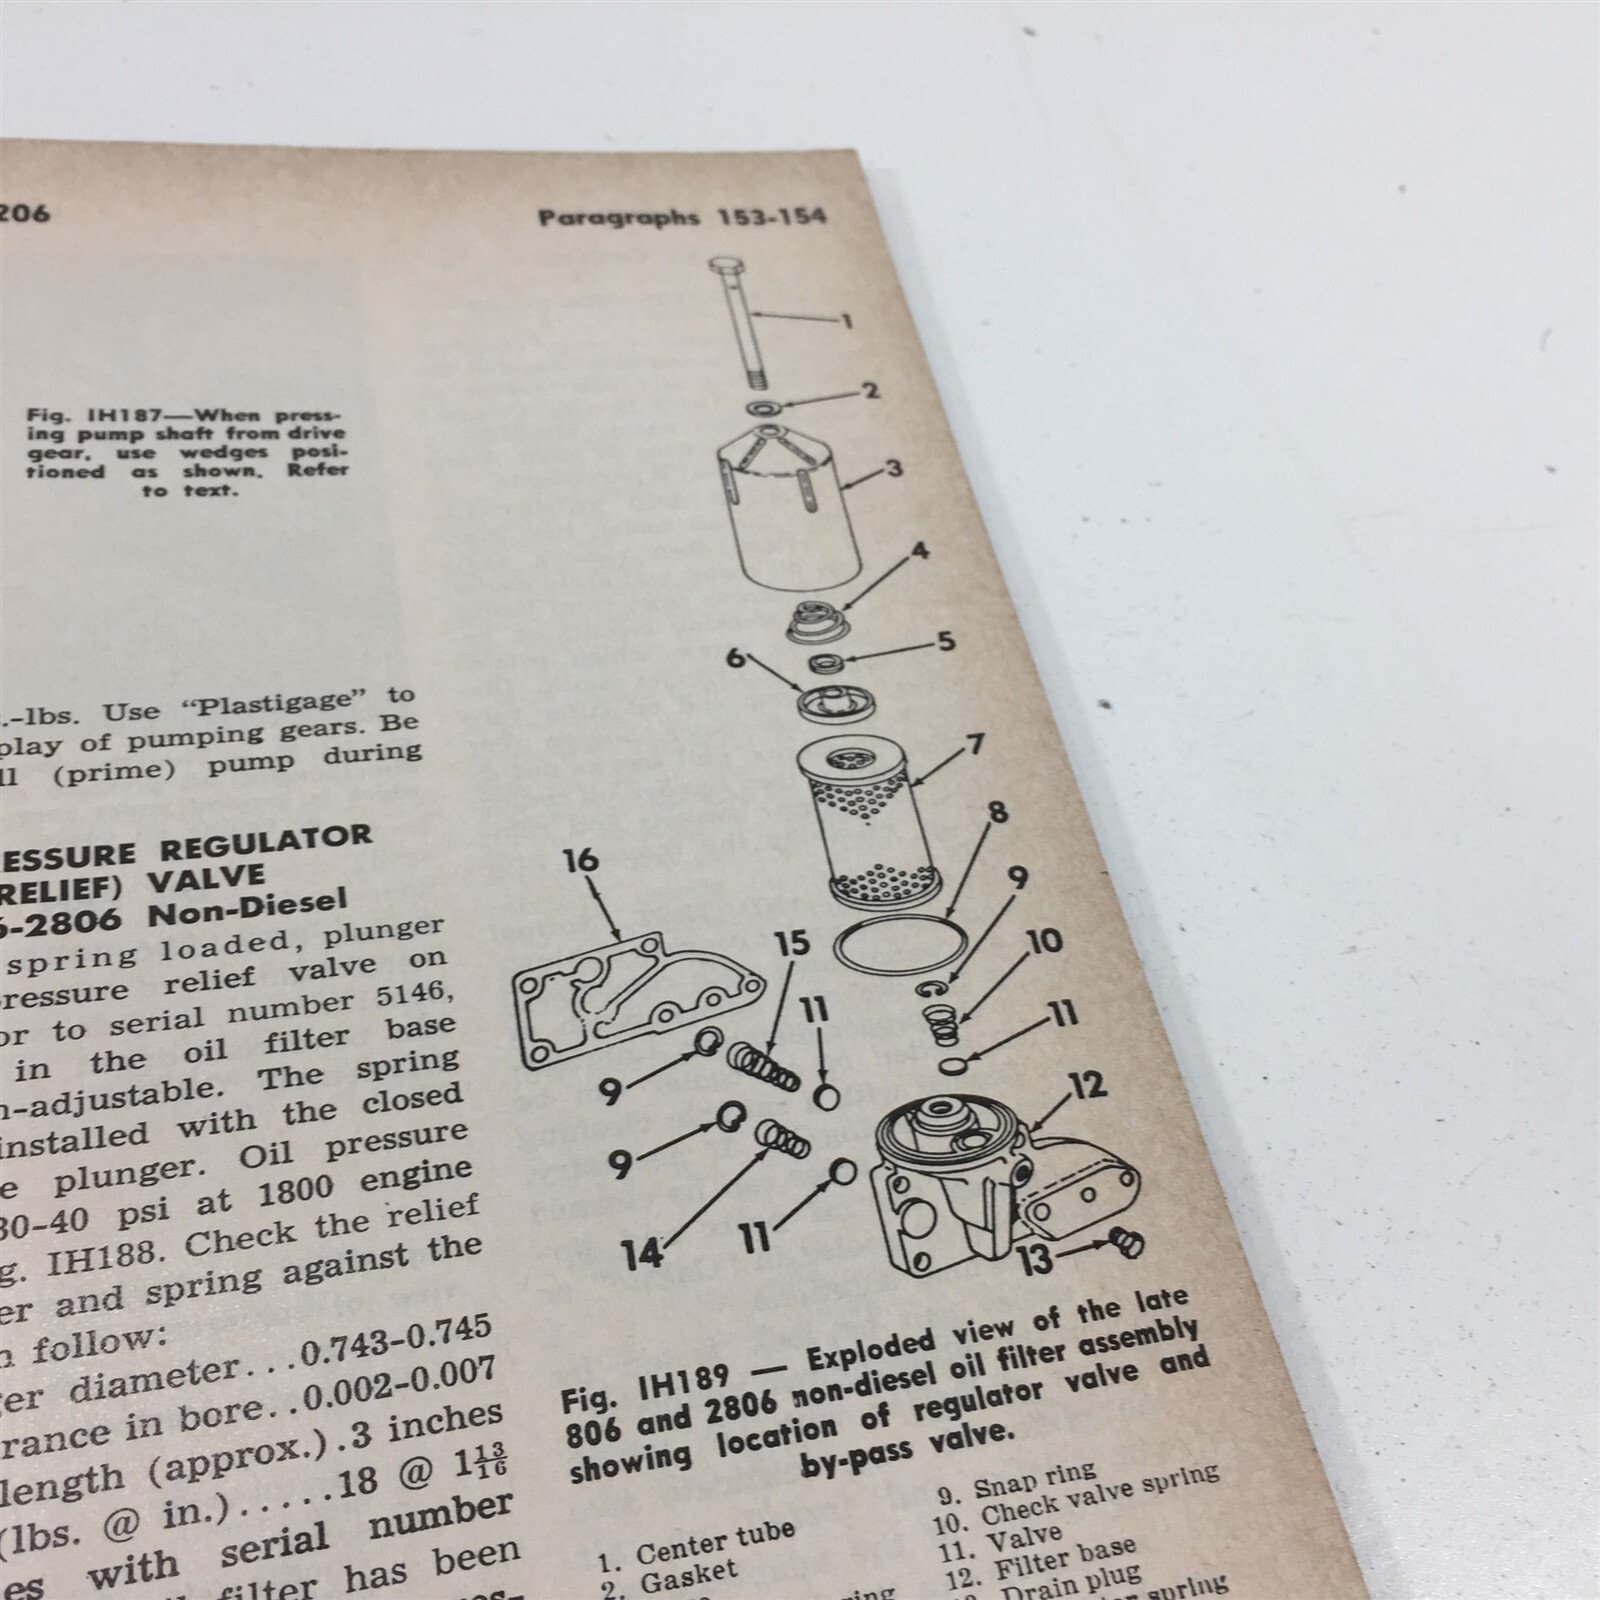 206
Paragraphs 153-154
Fig. IH187—When press-
ing pump shaft from drive
gear, use wedges posi-
tioned as shown. Refer
to text.
.-lbs. Use “Plastigage” to
play of pumping gears. Be
ll (prime) pump during
ESSURE REGULATOR
RELIEF) VALVE
6-2806 Non-Diesel
spring loaded, plunger
pressure relief valve on
or to serial number 5146,
in the oil filter base
n-adjustable. The spring
installed with the closed
e plunger. Oil pressure
30-40 psi at 1800 engine
g. IH188. Check the relief
er and spring against the
n follow:
ger diameter...0.743-0.745
rance in bore..0.002-0.007
length (approx.).3 inches
(lbs. @ in.).....18 @ 1 13/16
es with serial number
filter has been
1
2
3
4
5
6
7
8
9
10
11
12
13
14
11
9
9
11
15
16
Fig. IH189 — Exploded view of the late
806 and 2806 non-diesel oil filter assembly
showing location of regulator valve and
by-pass valve.
1. Center tube
2. Gasket
ring
9. Snap ring
10. Check valve spring
11. Valve
12. Filter base
Drain plug
spring